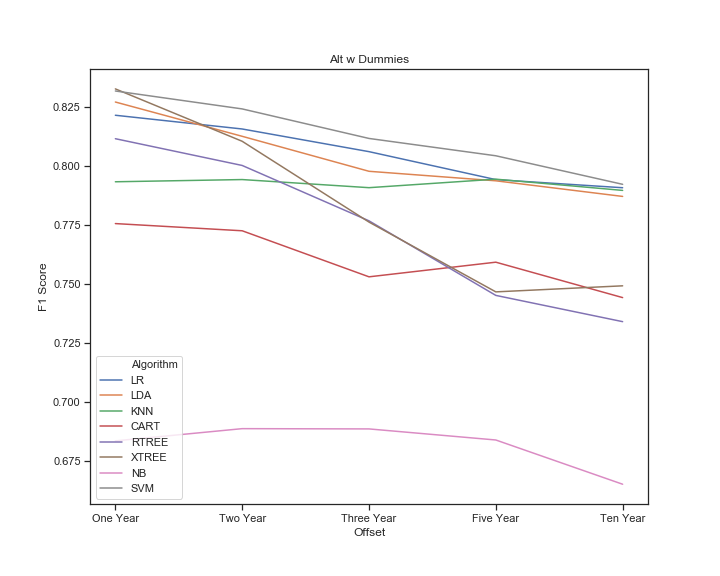 Alt w Dummies
F1 Score
0.825
0.800
0.775
0.750
0.725
0.700
0.675
Algorithm
LR
LDA
KNN
CART
RTREE
XTREE
NB
SVM
One Year Two Year Three Year Five Year Ten Year
Offset